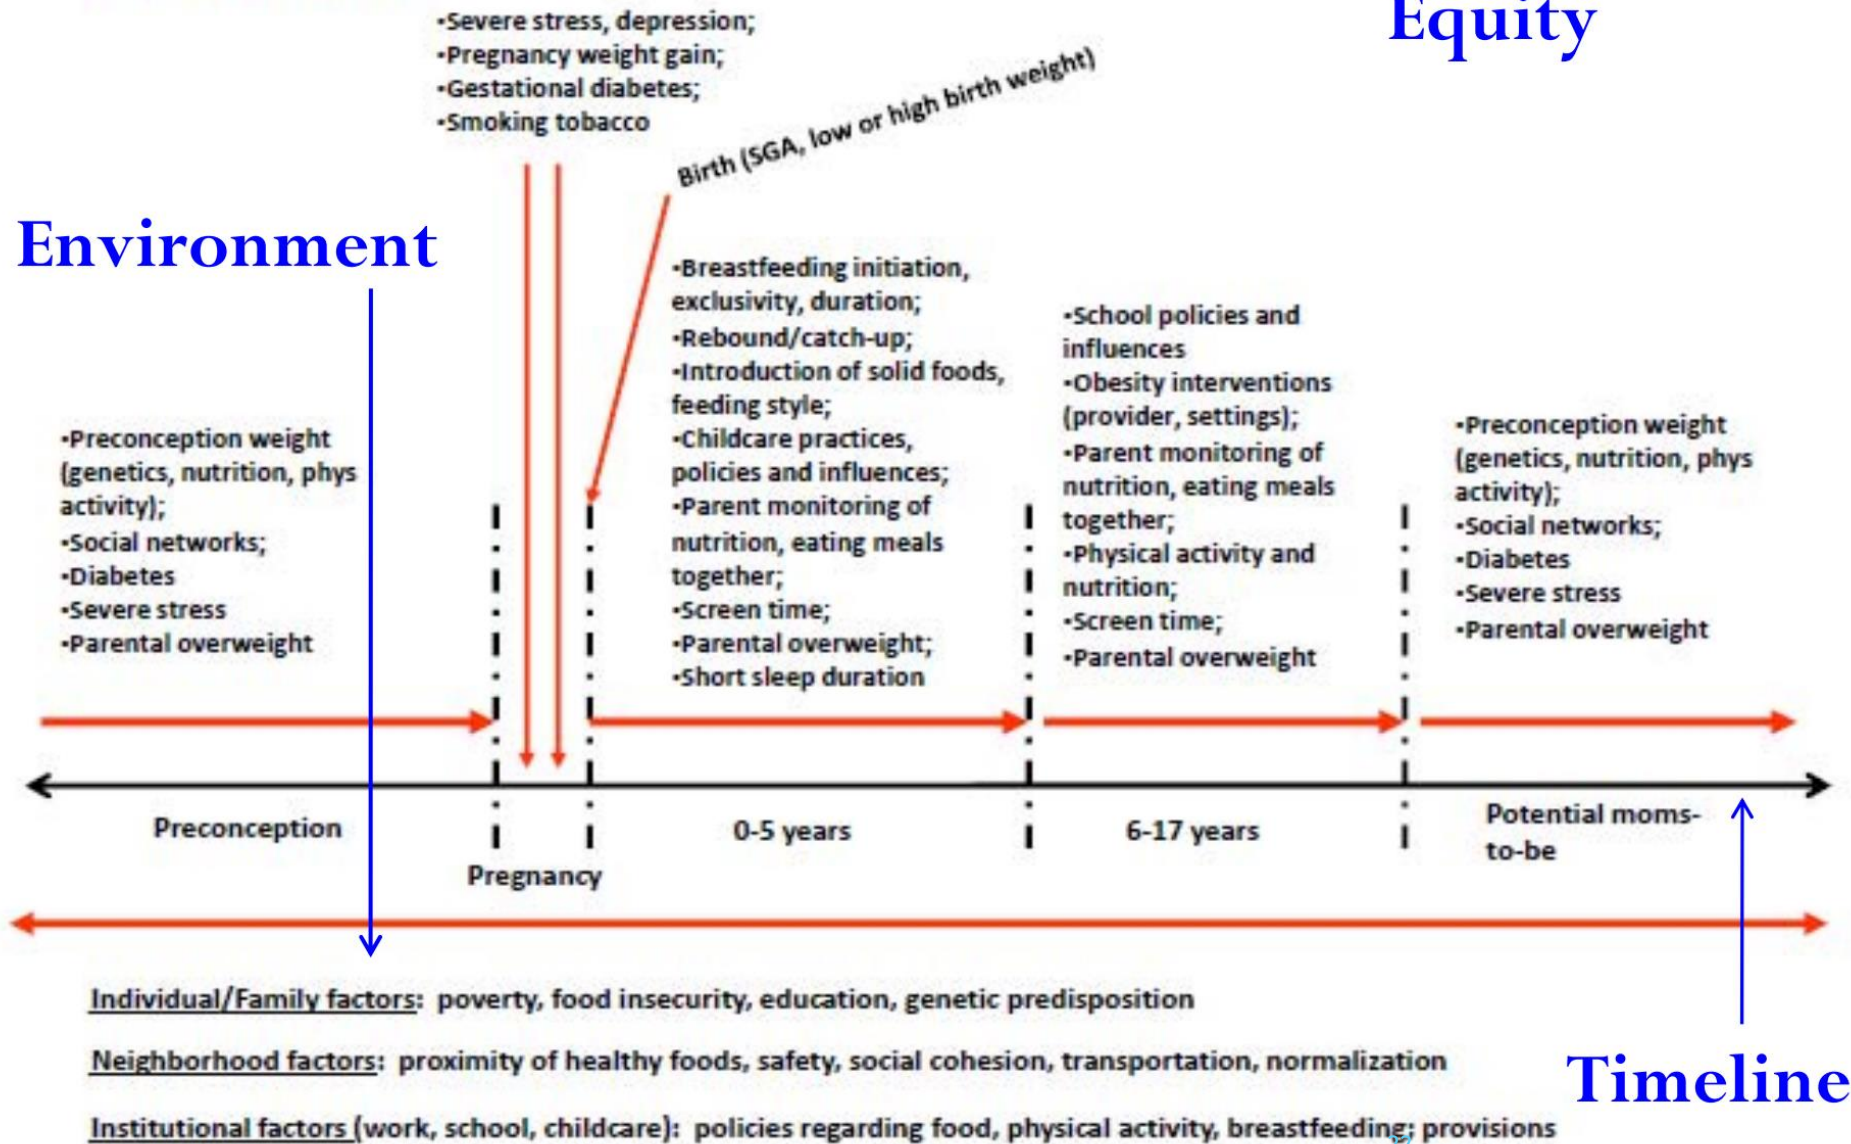 Equity
•Severe stress, depression;
•Pregnancy weight gain;
•Gestational diabetes;
•Smoking tobacco
Birth (SGA, low or high birth weight)
Environment
•Preconception weight
(genetics, nutrition, phys
activity);
•Social networks;
•Diabetes
•Severe stress
•Parental overweight
•Breastfeeding initiation,
exclusivity, duration;
•Rebound/catch-up;
•Introduction of solid foods,
feeding style;
•Childcare practices,
policies and influences;
•Parent monitoring of
nutrition, eating meals
together;
•Screen time;
•Parental overweight;
•Short sleep duration
•School policies and
influences
•Obesity interventions
(provider, settings);
•Parent monitoring of
nutrition, eating meals
together;
•Physical activity and
nutrition;
•Screen time;
•Parental overweight
•Preconception weight
(genetics, nutrition, phys
activity);
•Social networks;
•Diabetes
•Severe stress
•Parental overweight
Preconception
Pregnancy
0-5 years
6-17 years
Potential moms-
to-be
Individual/Family factors: poverty, food insecurity, education, genetic predisposition
Neighborhood factors: proximity of healthy foods, safety, social cohesion, transportation, normalization
Timeline
Institutional factors (work, school, childcare): policies regarding food, physical activity, breastfeeding; provisions